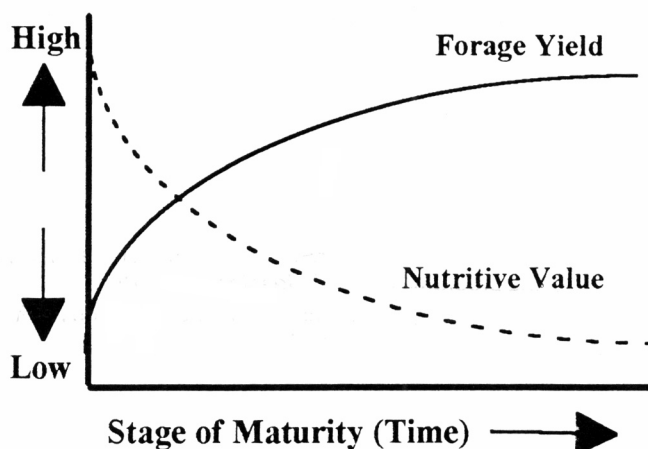 High
Forage Yield
Nutritive Value
Low
Stage of Maturity (Time)